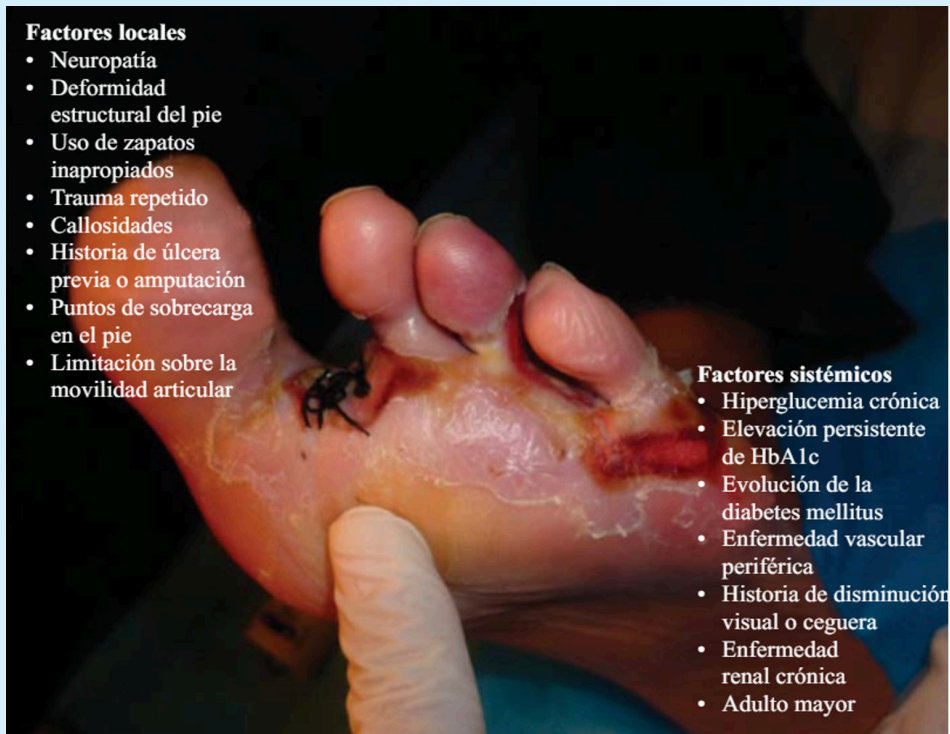 Factores locales
• Neuropatía
• Deformidad
estructural del pie
• Uso de zapatos
inapropiados
• Trauma repetido
• Callosidades
• Historia de úlcera
previa o amputación
• Puntos de sobrecarga
en el pie
• Limitación sobre la
movilidad articular
Factores sistémicos
• Hiperglucemia crónica
• Elevación persistente
de HbA1c
• Evolución de la
diabetes mellitus
• Enfermedad vascular
periférica
• Historia de disminución
visual o ceguera
• Enfermedad
renal crónica
• Adulto mayor